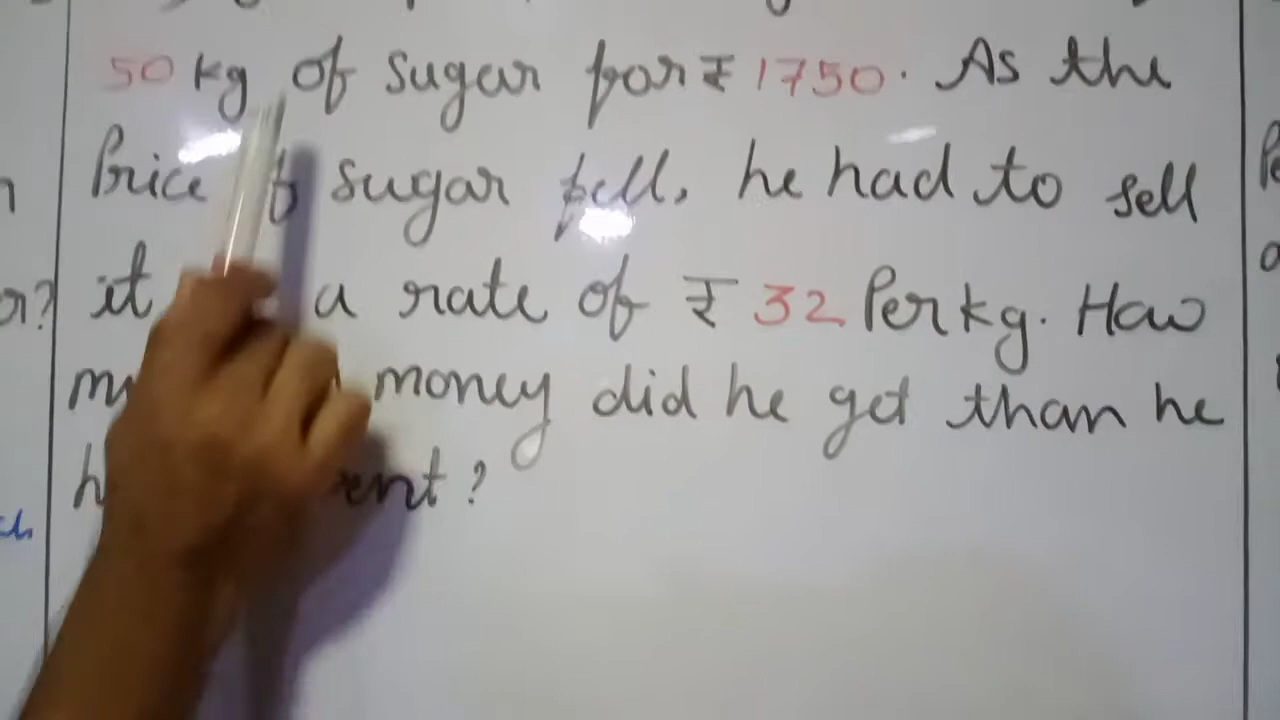 50 kg of sugar for ₹ 1750. As the
Price of sugar fell, he had to sell
it a rate of ₹ 32 Per kg. How
money did he get than he
?